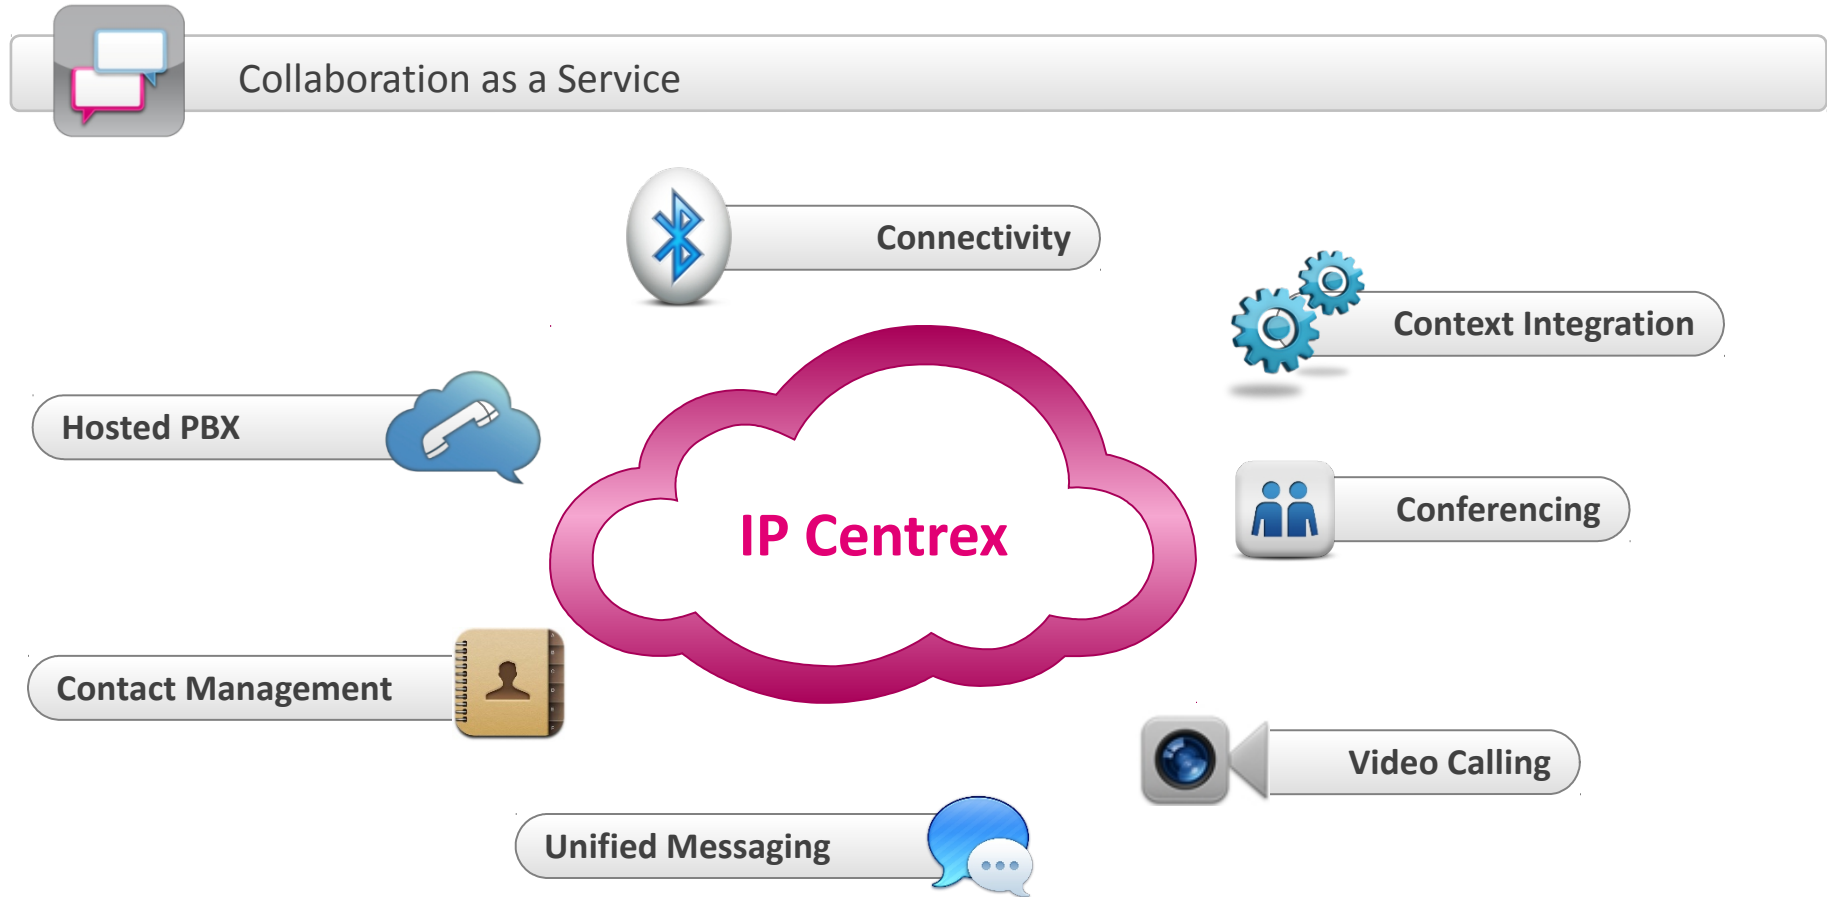 Collaboration as a Service
Connectivity
Context Integration
Hosted PBX
Conferencing
IP Centrex
Contact Management
Video Calling
Unified Messaging